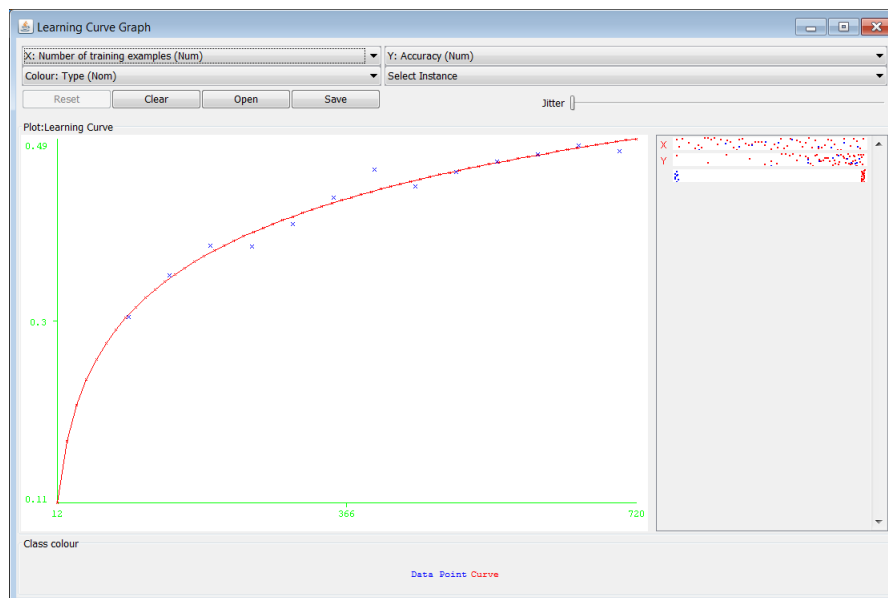 Learning Curve Graph
X: Number of training examples (Num) Y: Accuracy (Num)
Colour: Type (Nom) Select Instance
Reset Clear Open Save Jitter
Plot:Learning Curve
0.49
0.3
0.11
12 366 720
X
Y
Class colour
Data Point Curve